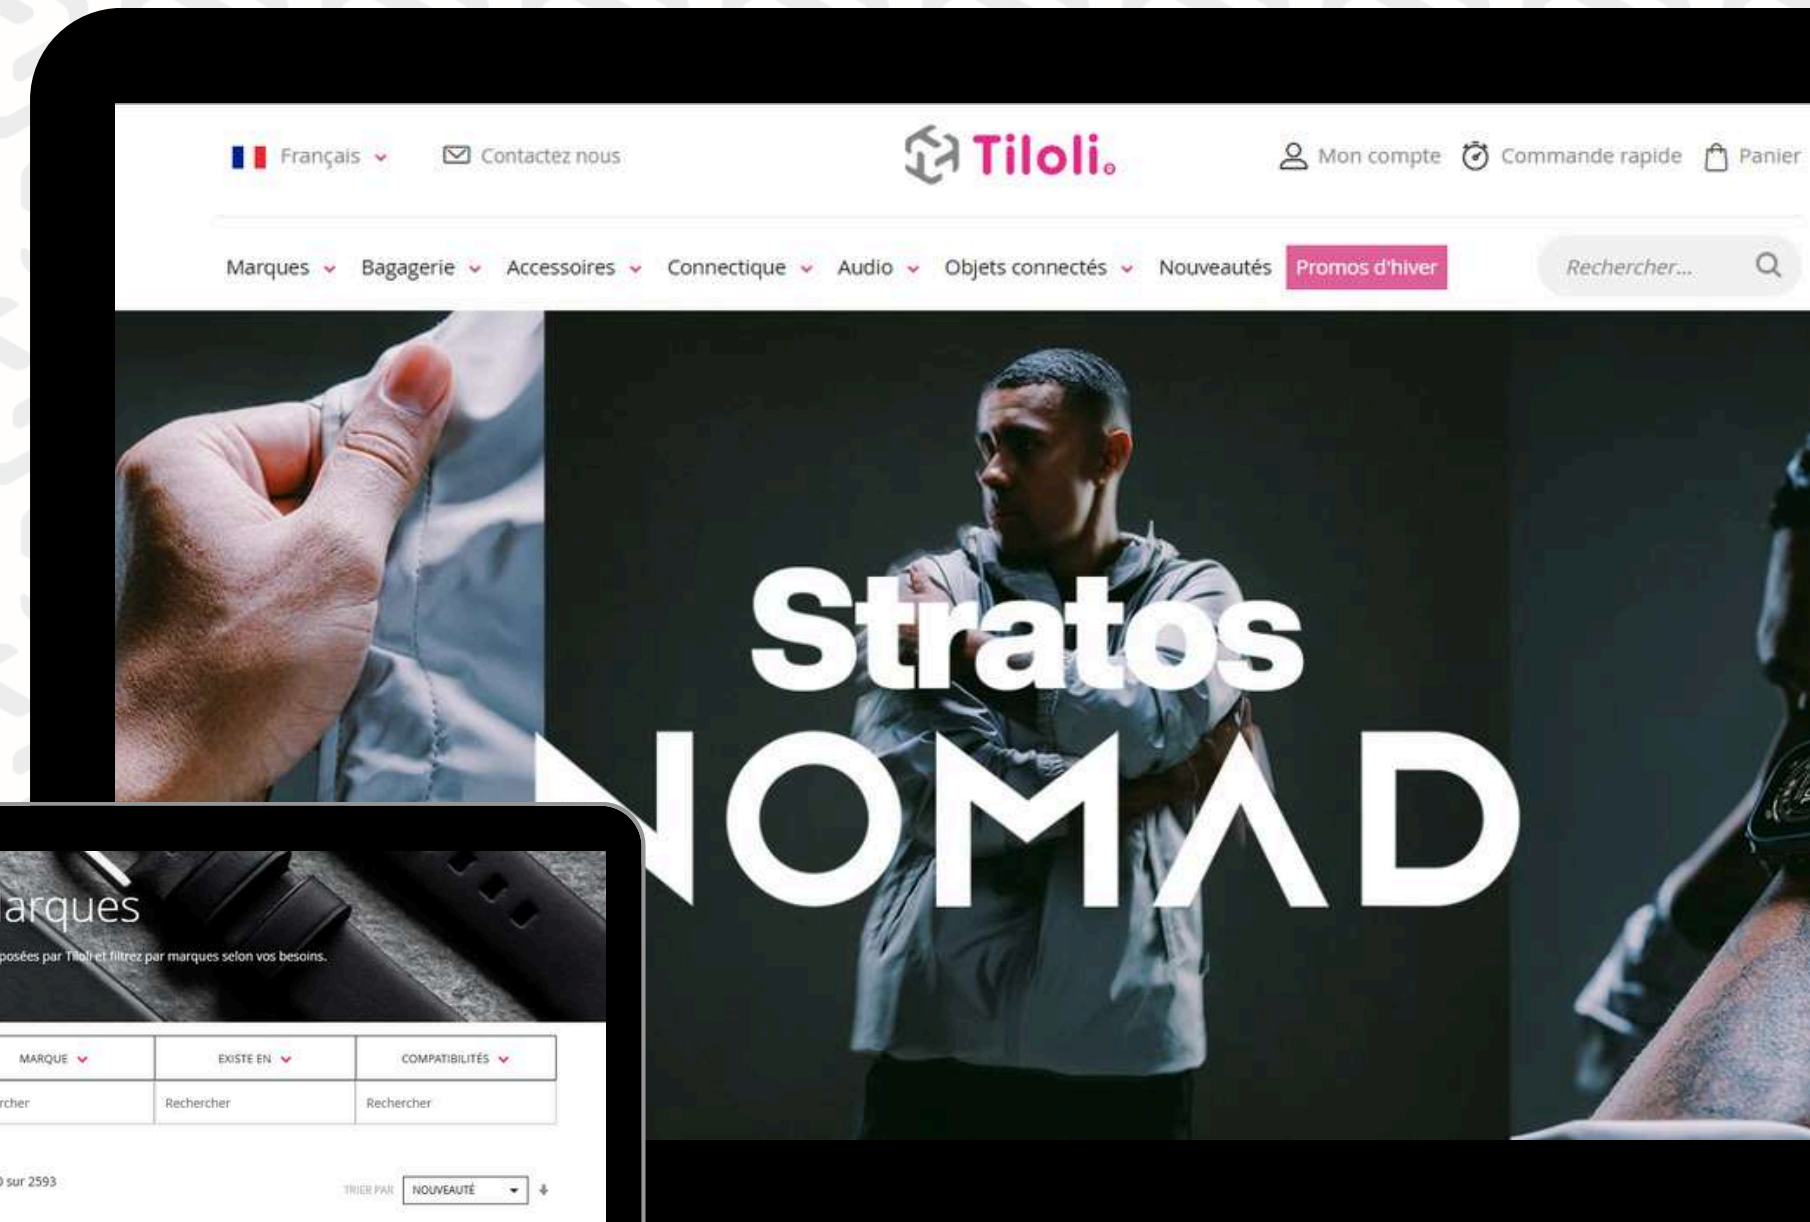 Français
Contactez nous
Tiloli
Mon compte
Commande rapide
Panier
Marques
Bagagerie
Accessoires
Connectique
Audio
Objets connectés
Nouveautés
Promos d'hiver
Rechercher...
Stratos
NOMAD
arques
posées par Tiloli et filtrez par marques selon vos besoins.
MARQUE
EXISTE EN
COMPATIBILITÉS
rcher
Rechercher
Rechercher
sur 2593
TRIER PAR
NOUVEAUTÉ